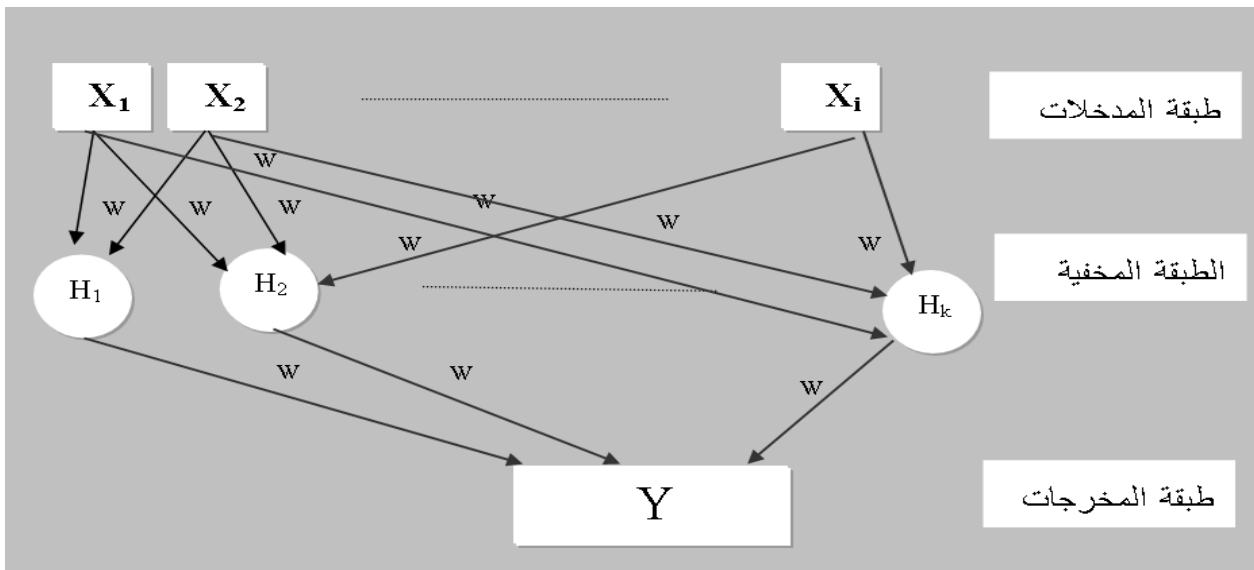 X₁ X₂ Xᵢ طبقة المدخلات
w
w w w w w
w w
H₁ H₂ Hₖ الطبقة المخفية
w w w
Y طبقة المخرجات